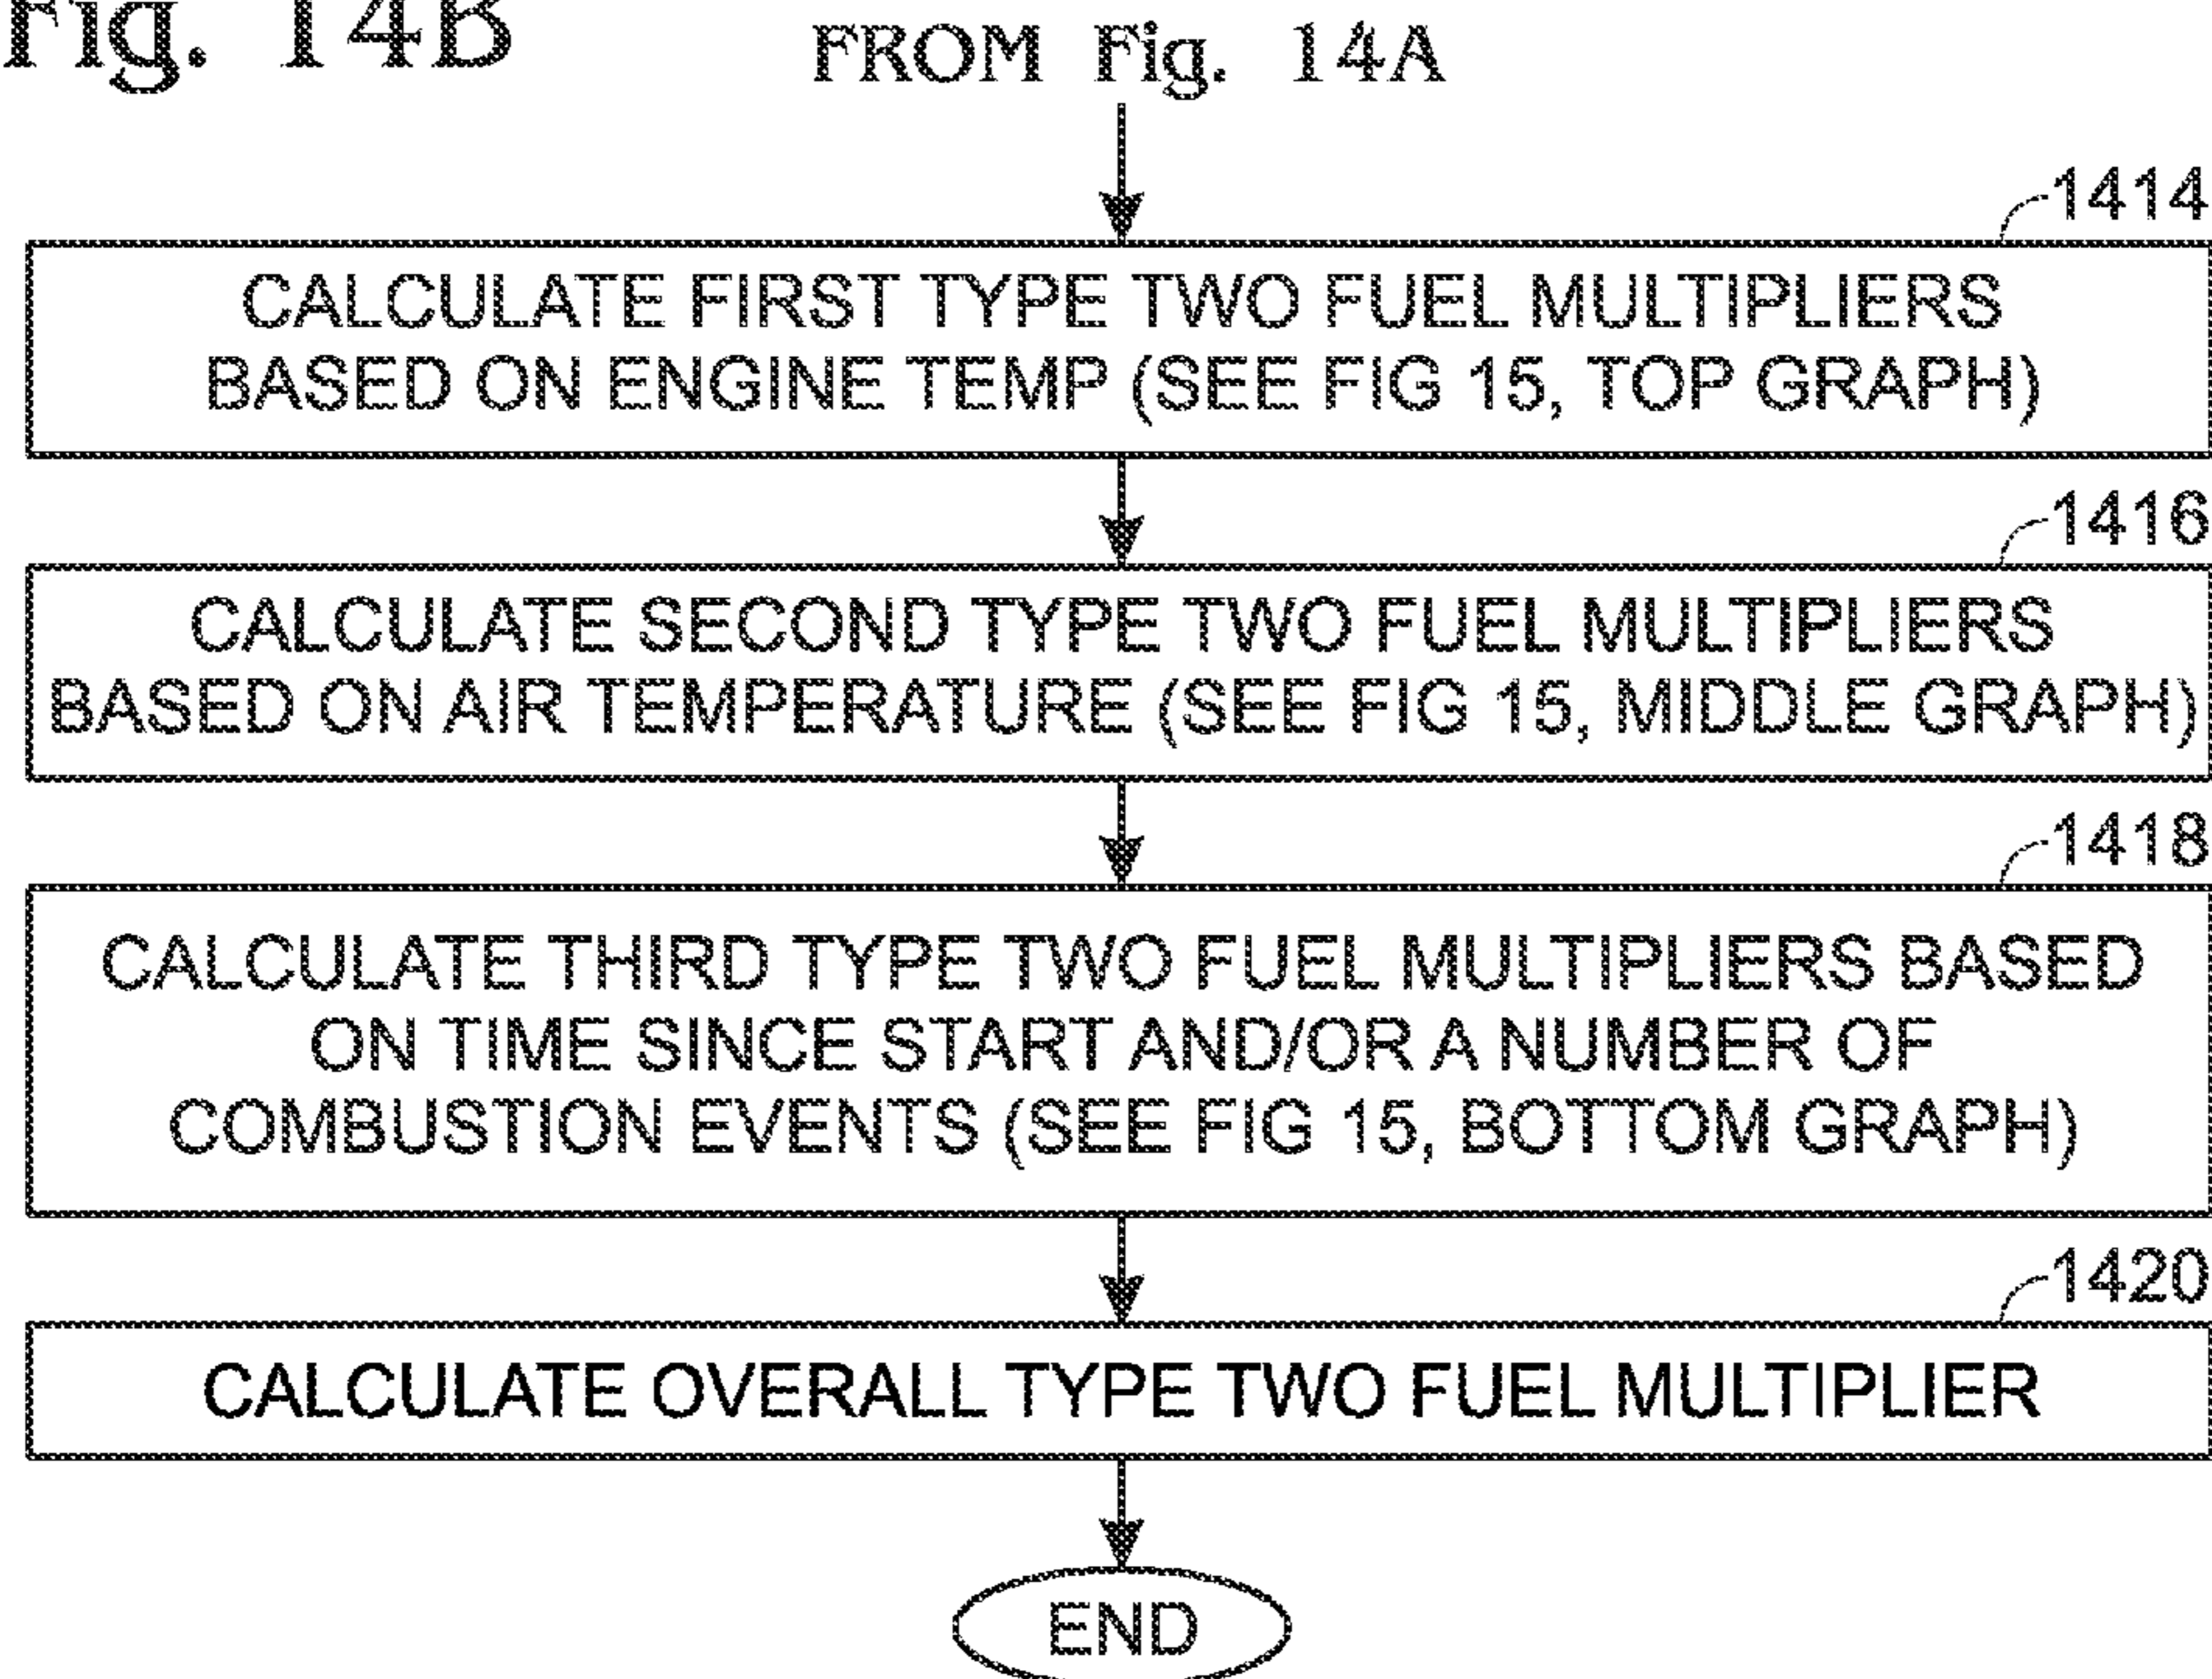 Fig. 14B
FROM Fig. 14A
1414
CALCULATE FIRST TYPE TWO FUEL MULTIPLIERS
BASED ON ENGINE TEMP (SEE FIG 15, TOP GRAPH)
1416
CALCULATE SECOND TYPE TWO FUEL MULTIPLIERS
BASED ON AIR TEMPERATURE (SEE FIG 15, MIDDLE GRAPH)
1418
CALCULATE THIRD TYPE TWO FUEL MULTIPLIERS BASED
ON TIME SINCE START AND/OR A NUMBER OF
COMBUSTION EVENTS (SEE FIG 15, BOTTOM GRAPH)
1420
CALCULATE OVERALL TYPE TWO FUEL MULTIPLIER
END